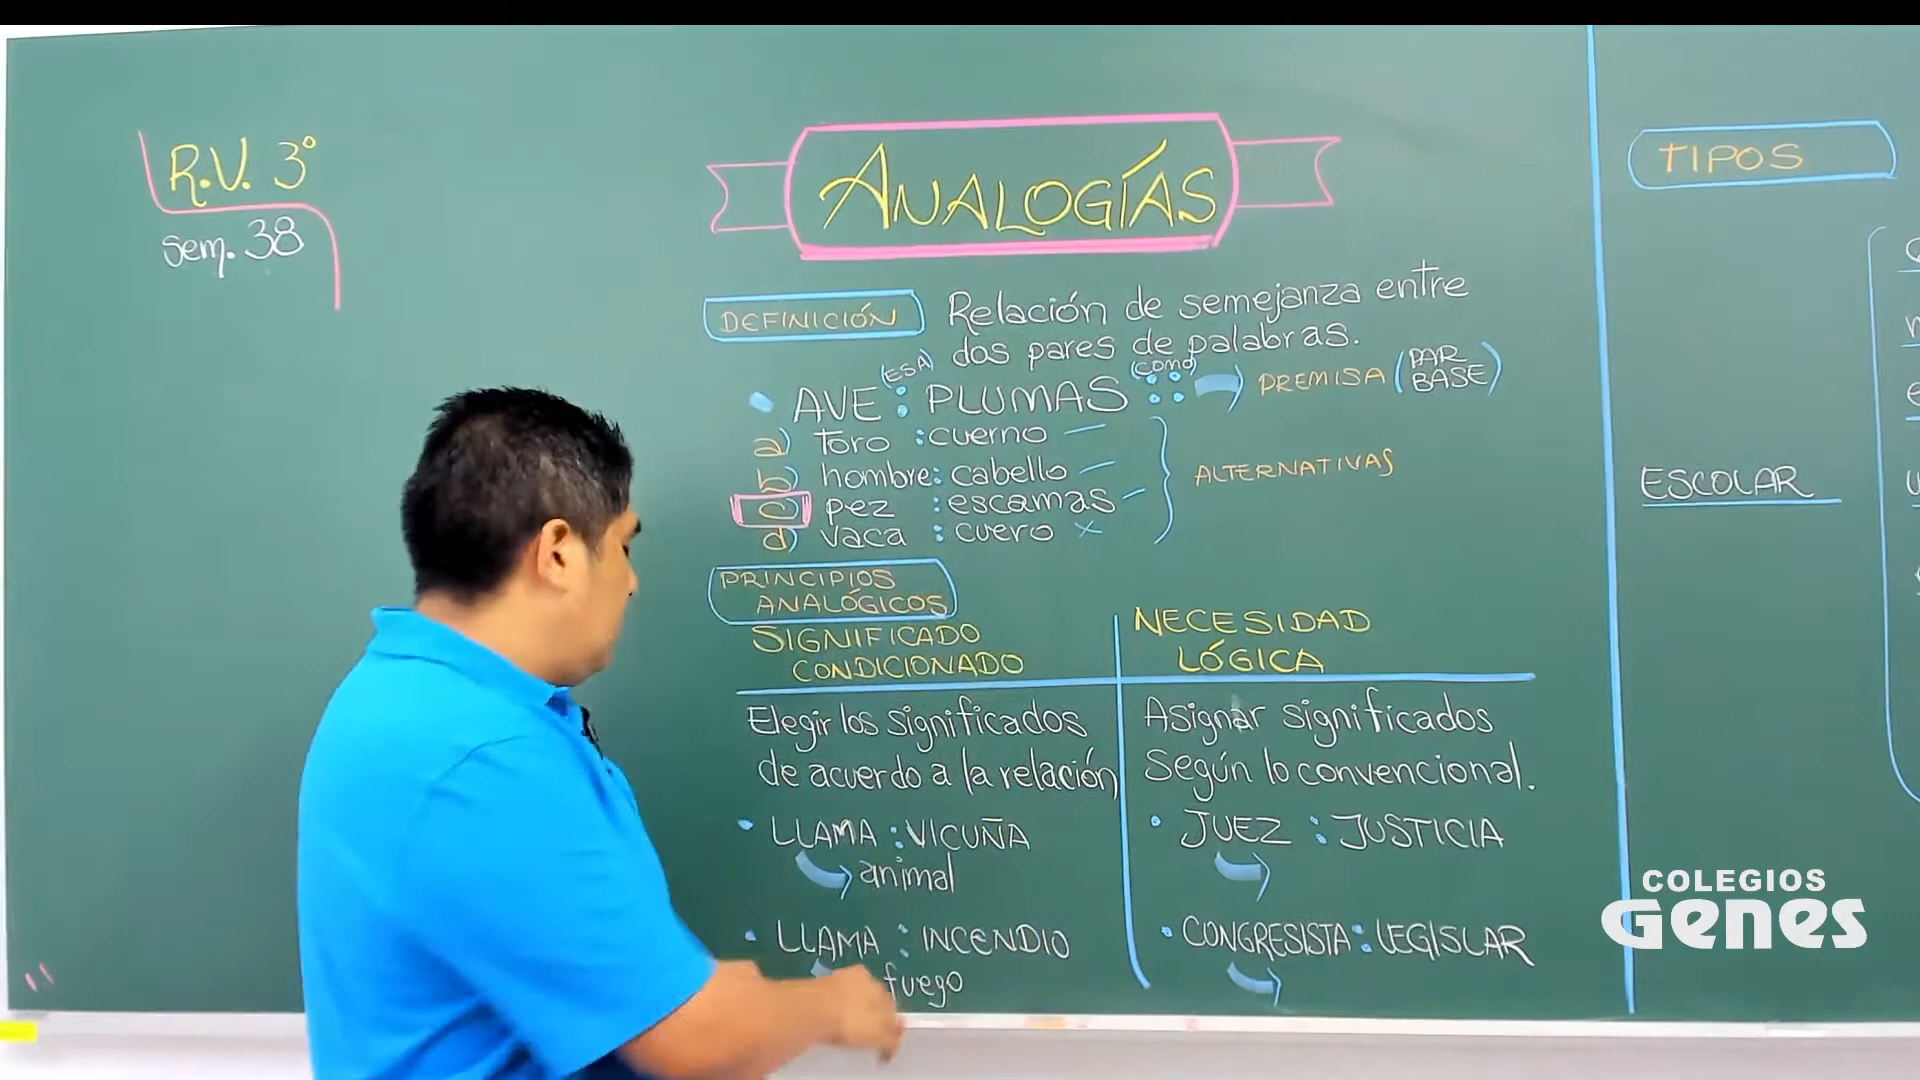 R.V. 3°
sem. 38
ANALOGÍAS
DEFINICIÓN Relación de semejanza entre
dos pares de palabras.
(ES A) (COMO)
• AVE : PLUMAS :: PREMISA (PAR BASE)
a) toro : cuerno
b) hombre : cabello
ALTERNATIVAS
c) pez : escamas
d) vaca : cuero x
PRINCIPIOS
ANALÓGICOS
SIGNIFICADO
CONDICIONADO
Elegir los significados
de acuerdo a la relación
• LLAMA : VICUÑA
animal
• LLAMA : INCENDIO
fuego
NECESIDAD
LÓGICA
Asignar significados
según lo convencional.
• JUEZ : JUSTICIA
• CONGRESISTA : LEGISLAR
TIPOS
ESCOLAR
COLEGIOS
GENES